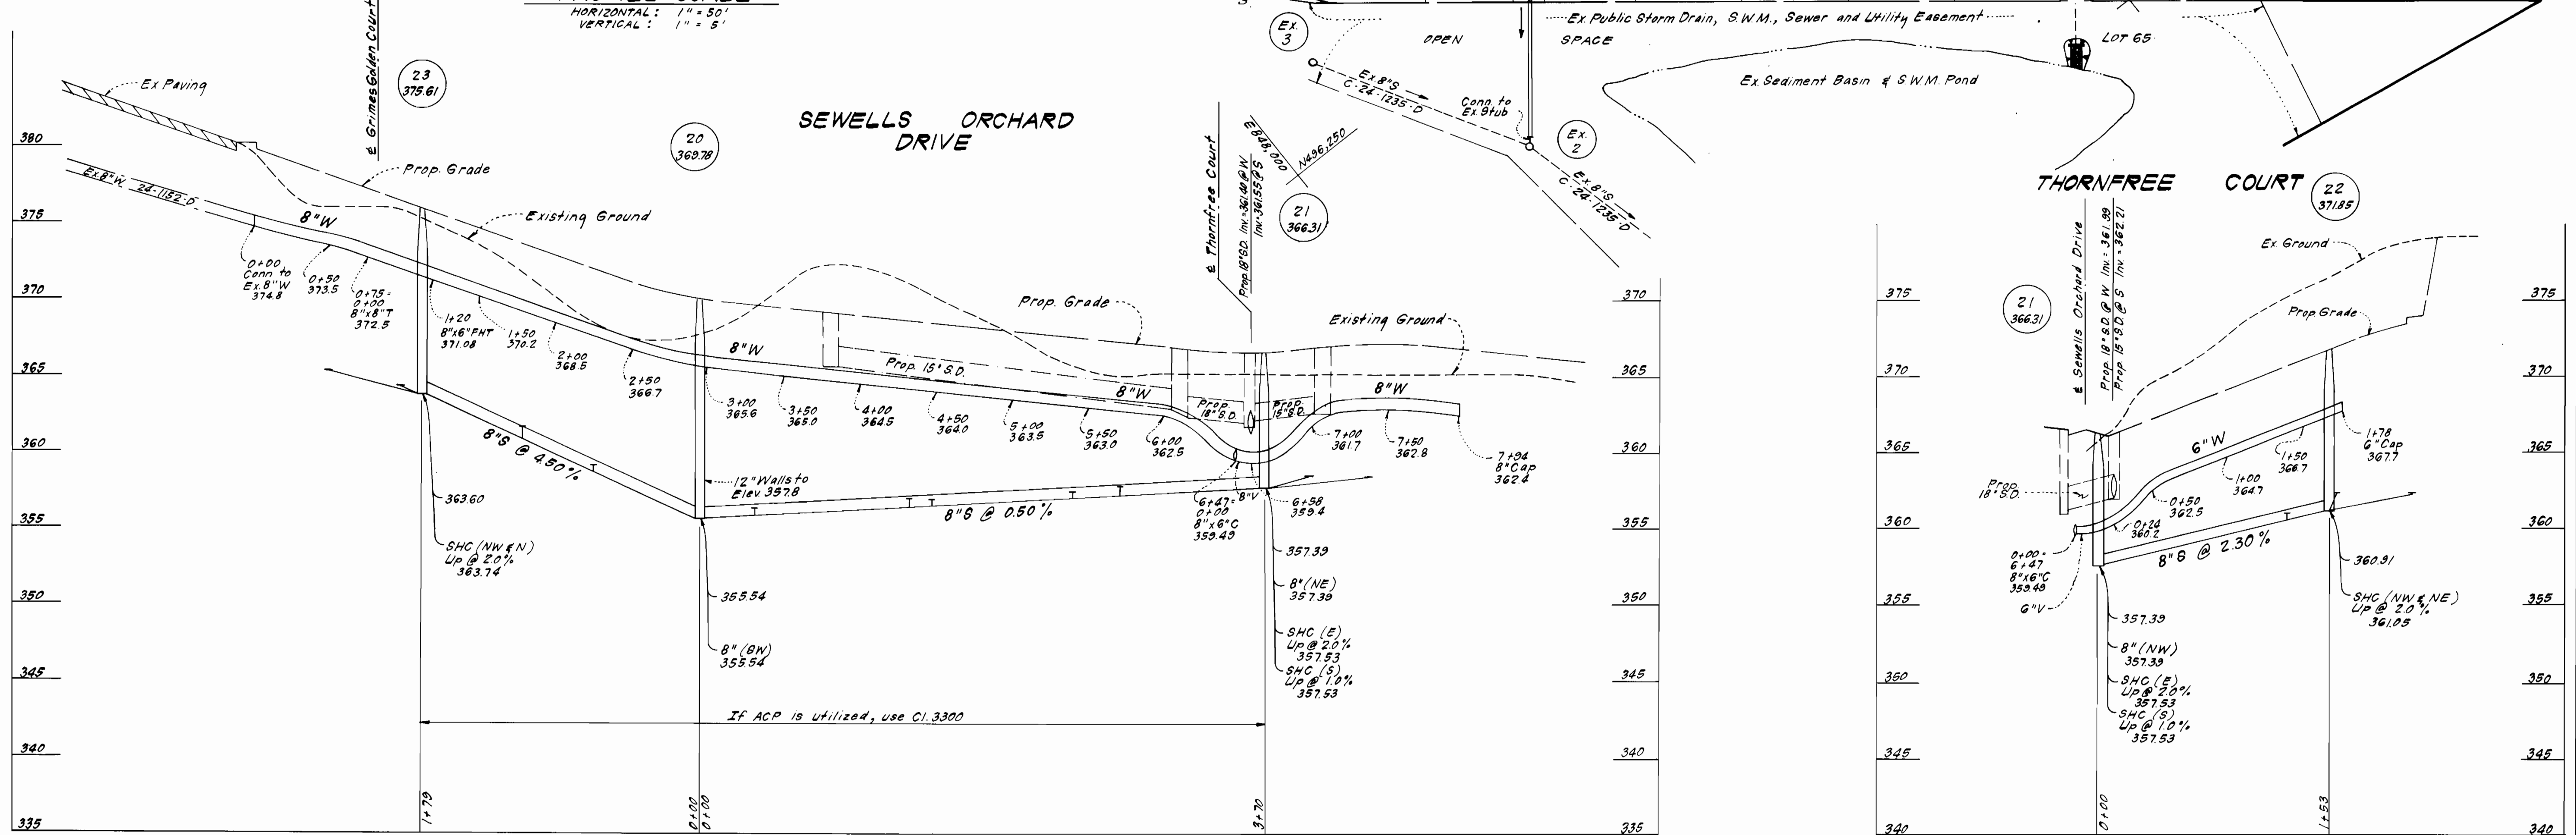 HORIZONTAL: 1" = 50'
VERTICAL: 1" = 5'
℄ Grimes Golden Court
23
375.61
Ex Paving
SEWELLS ORCHARD
DRIVE
20
369.78
Prop. Grade
Existing Ground
Ex 8"W 24-1152-D
8"W
0+00
Conn to
Ex. 8"W
374.8
0+50
373.5
0+75 =
0+00
8"x8"T
372.5
1+20
8"x6"FHT
371.08
1+50
370.2
2+00
368.5
2+50
366.7
8"W
3+00
365.6
3+50
365.0
4+00
364.5
4+50
364.0
5+00
363.5
5+50
363.0
6+00
362.5
Prop. 15" S.D.
8"W
Prop. Grade
Existing Ground
Prop.
18" S.D.
Prop.
15" S.D.
8"W
6+47 =
0+00
8"x6"C
359.49
8"V
6+58
359.4
7+00
361.7
7+50
362.8
7+94
8" Cap
362.4
8"S @ 4.50%
363.60
SHC (NW & N)
Up @ 2.0%
363.74
12" Walls to
Elev 357.8
8"S @ 0.50%
355.54
8" (SW)
355.54
357.39
8" (NE)
357.39
SHC (E)
Up @ 2.0%
357.53
SHC (S)
Up @ 1.0%
357.53
If ACP is utilized, use Cl. 3300
1+79
0+00
0+00
3+70
380
375
370
365
360
355
350
345
340
335
370
365
360
355
350
345
340
335
℄ Thornfree Court
Prop. 18" S.D. Inv. = 361.40 @ W
Inv. = 361.55 @ S
E 848,000
N 496,250
21
366.31
S
Ex.
3
OPEN SPACE
Ex. Public Storm Drain, S.W.M., Sewer and Utility Easement
Ex. 8"S
C-24-1235-D
Conn. to
Ex. Stub
Ex.
2
Ex. 8"S
C-24-1235-D
LOT 65
Ex. Sediment Basin & S.W.M. Pond
THORNFREE COURT
22
371.85
21
366.31
℄ Sewells Orchard Drive
Prop 18" S.D. @ W Inv. = 361.99
Prop 15" S.D. @ S Inv = 362.21
Ex. Ground
Prop Grade
Prop.
18" S.D.
6"W
0+00 =
6+47
8"x6"C
359.49
6"V
0+24
360.2
0+50
362.5
1+00
364.7
1+50
366.7
1+78
6" Cap
367.7
8"S @ 2.30%
357.39
8" (NW)
357.39
SHC (E)
Up @ 2.0%
357.53
SHC (S)
Up @ 1.0%
357.53
360.91
SHC (NW & NE)
Up @ 2.0%
361.05
0+00
1+53
375
370
365
360
355
350
345
340
375
370
365
360
355
350
345
340